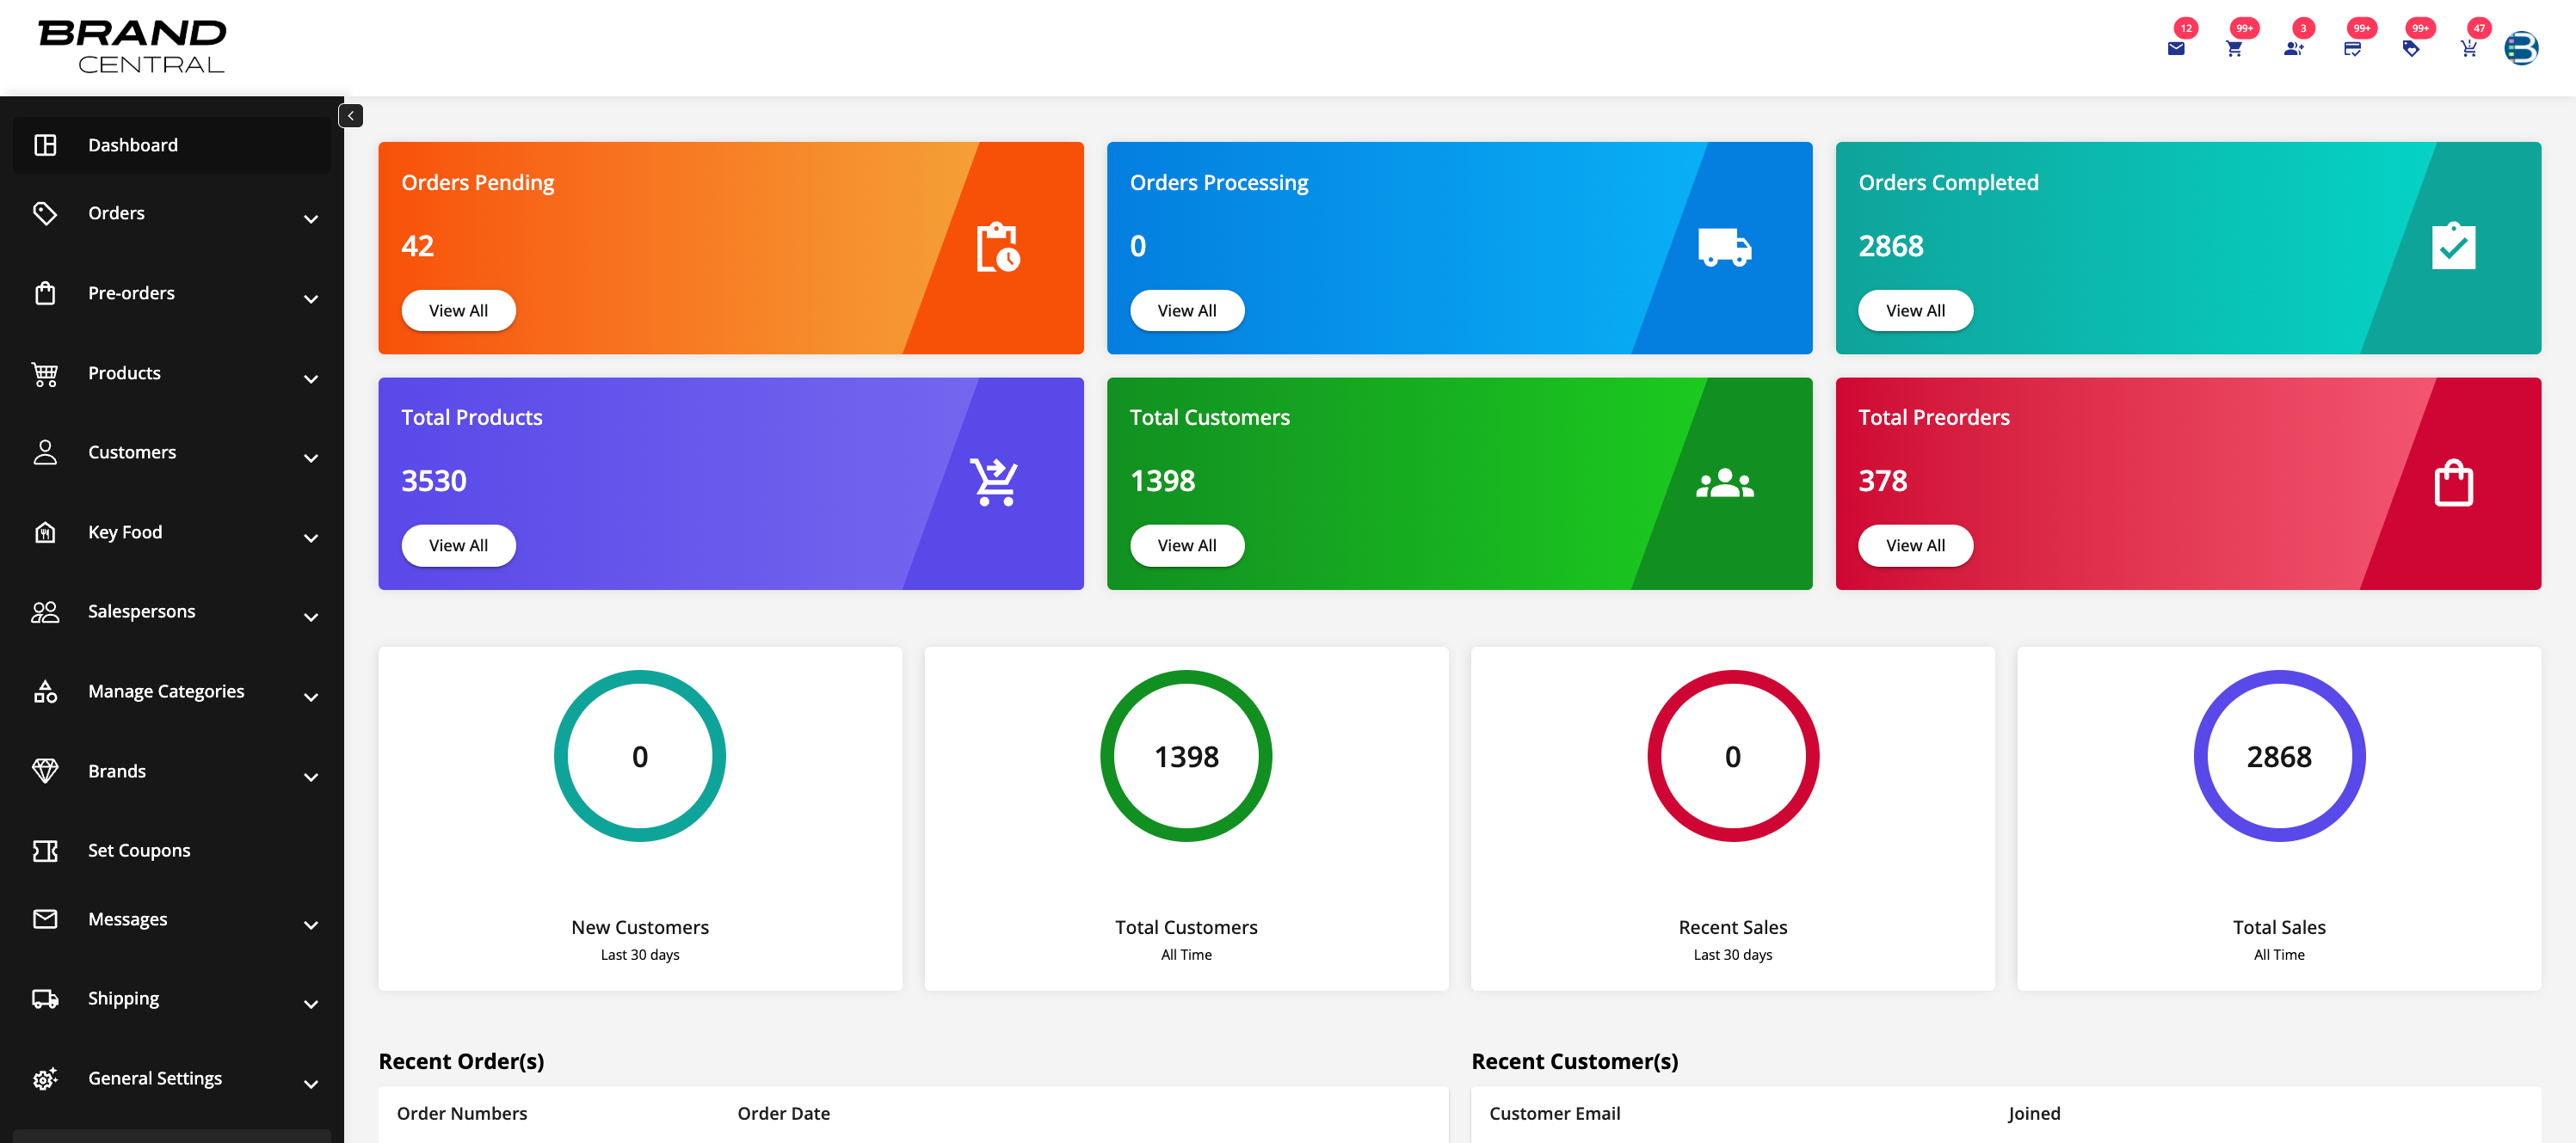 BRAND
CENTRAL
12
99+
3
99+
99+
47
Dashboard
Orders
Pre-orders
Products
Customers
Key Food
Salespersons
Manage Categories
Brands
Set Coupons
Messages
Shipping
General Settings
Orders Pending
42
View All
Orders Processing
0
View All
Orders Completed
2868
View All
Total Products
3530
View All
Total Customers
1398
View All
Total Preorders
378
View All
0
New Customers
Last 30 days
1398
Total Customers
All Time
0
Recent Sales
Last 30 days
2868
Total Sales
All Time
Recent Order(s)
Order Numbers
Order Date
Recent Customer(s)
Customer Email
Joined